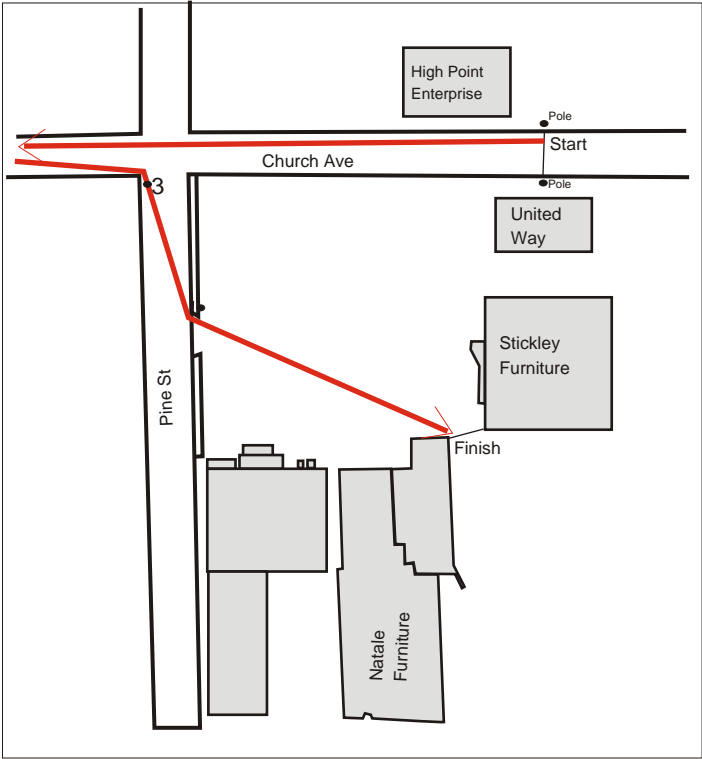 High Point
Enterprise
Pole
Start
Church Ave
Pole
3
United
Way
Stickley
Furniture
Pine St
Finish
Natale
Furniture